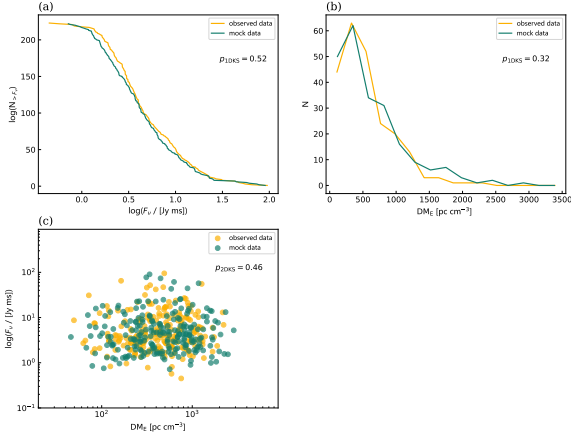 (a)
observed data
mock data
p1DKS = 0.52
log(N>Fν)
200
150
100
50
0
0.0 0.5 1.0 1.5 2.0
log(Fν / [Jy ms])
(b)
observed data
mock data
p1DKS = 0.32
N
60
50
40
30
20
10
0
0 500 1000 1500 2000 2500 3000 3500
DME [pc cm⁻³]
(c)
observed data
mock data
p2DKS = 0.46
log(Fν / [Jy ms])
10²
10¹
10⁰
10⁻¹
10² 10³
DME [pc cm⁻³]